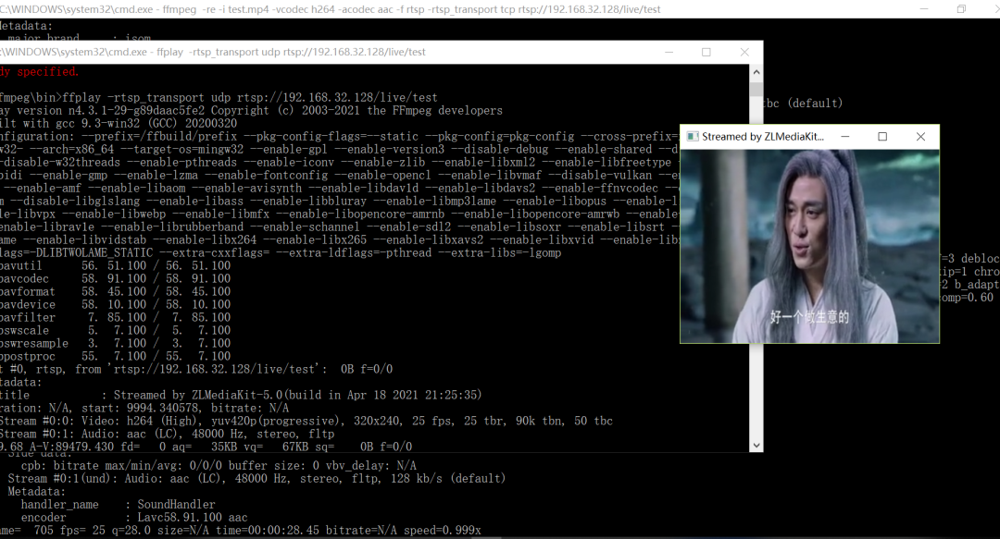 C:\WINDOWS\system32\cmd.exe - ffmpeg -re -i test.mp4 -vcodec h264 -acodec aac -f rtsp -rtsp_transport tcp rtsp://192.168.32.128/live/test
Metadata:
major_brand : isom
:\WINDOWS\system32\cmd.exe - ffplay -rtsp_transport udp rtsp://192.168.32.128/live/test
dy specified.
fmpeg\bin>ffplay -rtsp_transport udp rtsp://192.168.32.128/live/test
ay version n4.3.1-29-g89daac5fe2 Copyright (c) 2003-2021 the FFmpeg developers
ilt with gcc 9.3-win32 (GCC) 20200320
nfiguration: --prefix=/ffbuild/prefix --pkg-config-flags=--static --pkg-config=pkg-config --cross-prefix=
w32- --arch=x86_64 --target-os=mingw32 --enable-gpl --enable-version3 --disable-debug --enable-shared --d
-disable-w32threads --enable-pthreads --enable-iconv --enable-zlib --enable-libxml2 --enable-libfreetype
bidi --enable-gmp --enable-lzma --enable-fontconfig --enable-opencl --enable-libvmaf --disable-vulkan --e
--enable-amf --enable-libaom --enable-avisynth --enable-libdav1d --enable-libdavs2 --enable-ffnvcodec --e
m --disable-libglslang --enable-libass --enable-libbluray --enable-libmp3lame --enable-libopus --enable-l
le-libvpx --enable-libwebp --enable-libmfx --enable-libopencore-amrnb --enable-libopencore-amrwb --enable-
enable-librav1e --enable-librubberband --enable-schannel --enable-sdl2 --enable-libsoxr --enable-libsrt --
ame --enable-libvidstab --enable-libx264 --enable-libx265 --enable-libxavs2 --enable-libxvid --enable-lib
lags=-DLIBTWOLAME_STATIC --extra-cxxflags= --extra-ldflags=-pthread --extra-libs=-lgomp
bavutil 56. 51.100 / 56. 51.100
bavcodec 58. 91.100 / 58. 91.100
bavformat 58. 45.100 / 58. 45.100
bavdevice 58. 10.100 / 58. 10.100
bavfilter 7. 85.100 / 7. 85.100
bswscale 5. 7.100 / 5. 7.100
bswresample 3. 7.100 / 3. 7.100
bpostproc 55. 7.100 / 55. 7.100
t #0, rtsp, from 'rtsp://192.168.32.128/live/test': 0B f=0/0
tadata:
title : Streamed by ZLMediaKit-5.0(build in Apr 18 2021 21:25:35)
ration: N/A, start: 9994.340578, bitrate: N/A
Stream #0:0: Video: h264 (High), yuv420p(progressive), 320x240, 25 fps, 25 tbr, 90k tbn, 50 tbc
Stream #0:1: Audio: aac (LC), 48000 Hz, stereo, fltp
9.68 A-V:89479.430 fd= 0 aq= 35KB vq= 67KB sq= 0B f=0/0
tbc (default)
Streamed by ZLMediaKit...
好一个做生意的
=3 debloc
ip=1 chro
=2 b_adapt
omp=0.60
Side data:
cpb: bitrate max/min/avg: 0/0/0 buffer size: 0 vbv_delay: N/A
Stream #0:1(und): Audio: aac (LC), 48000 Hz, stereo, fltp, 128 kb/s (default)
Metadata:
handler_name : SoundHandler
encoder : Lavc58.91.100 aac
ame= 705 fps= 25 q=28.0 size=N/A time=00:00:28.45 bitrate=N/A speed=0.999x